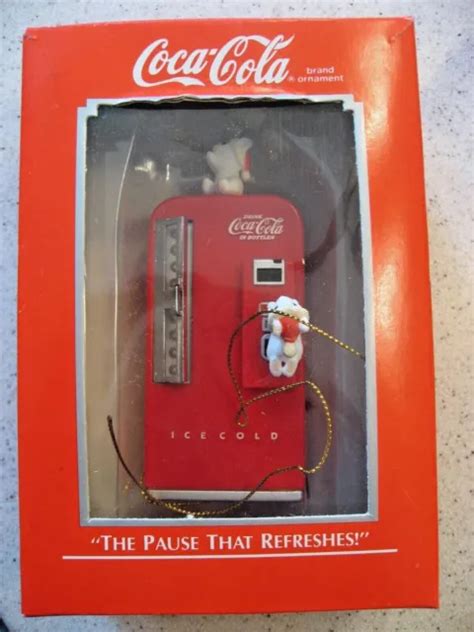 Coca-Cola
® brand
ornament
DRINK
Coca-Cola
IN BOTTLES
ICE COLD
"THE PAUSE THAT REFRESHES!"